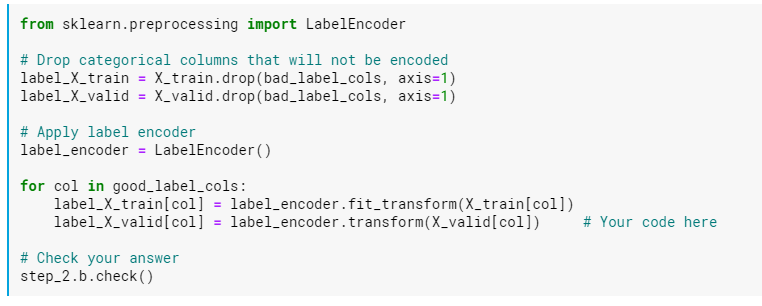 from sklearn.preprocessing import LabelEncoder
# Drop categorical columns that will not be encoded
label_X_train = X_train.drop(bad_label_cols, axis=1)
label_X_valid = X_valid.drop(bad_label_cols, axis=1)
# Apply label encoder
label_encoder = LabelEncoder()
for col in good_label_cols:
    label_X_train[col] = label_encoder.fit_transform(X_train[col])
    label_X_valid[col] = label_encoder.transform(X_valid[col])     # Your code here
# Check your answer
step_2.b.check()